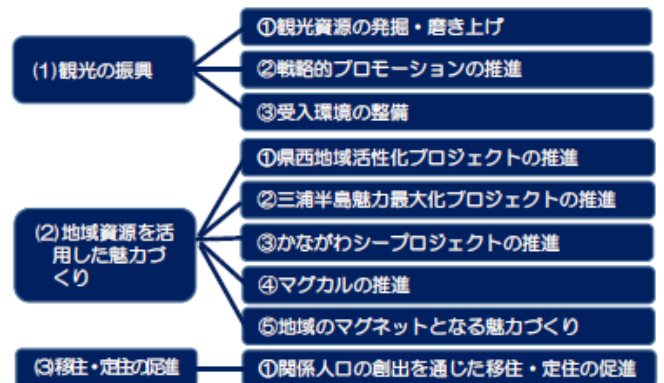 (1)観光の振興
①観光資源の発掘・磨き上げ
②戦略的プロモーションの推進
③受入環境の整備
(2)地域資源を活
用した魅力づ
くり
①県西地域活性化プロジェクトの推進
②三浦半島魅力最大化プロジェクトの推進
③かながわシープロジェクトの推進
④マグカルの推進
⑤地域のマグネットとなる魅力づくり
(3)移住・定住の促進
①関係人口の創出を通じた移住・定住の促進